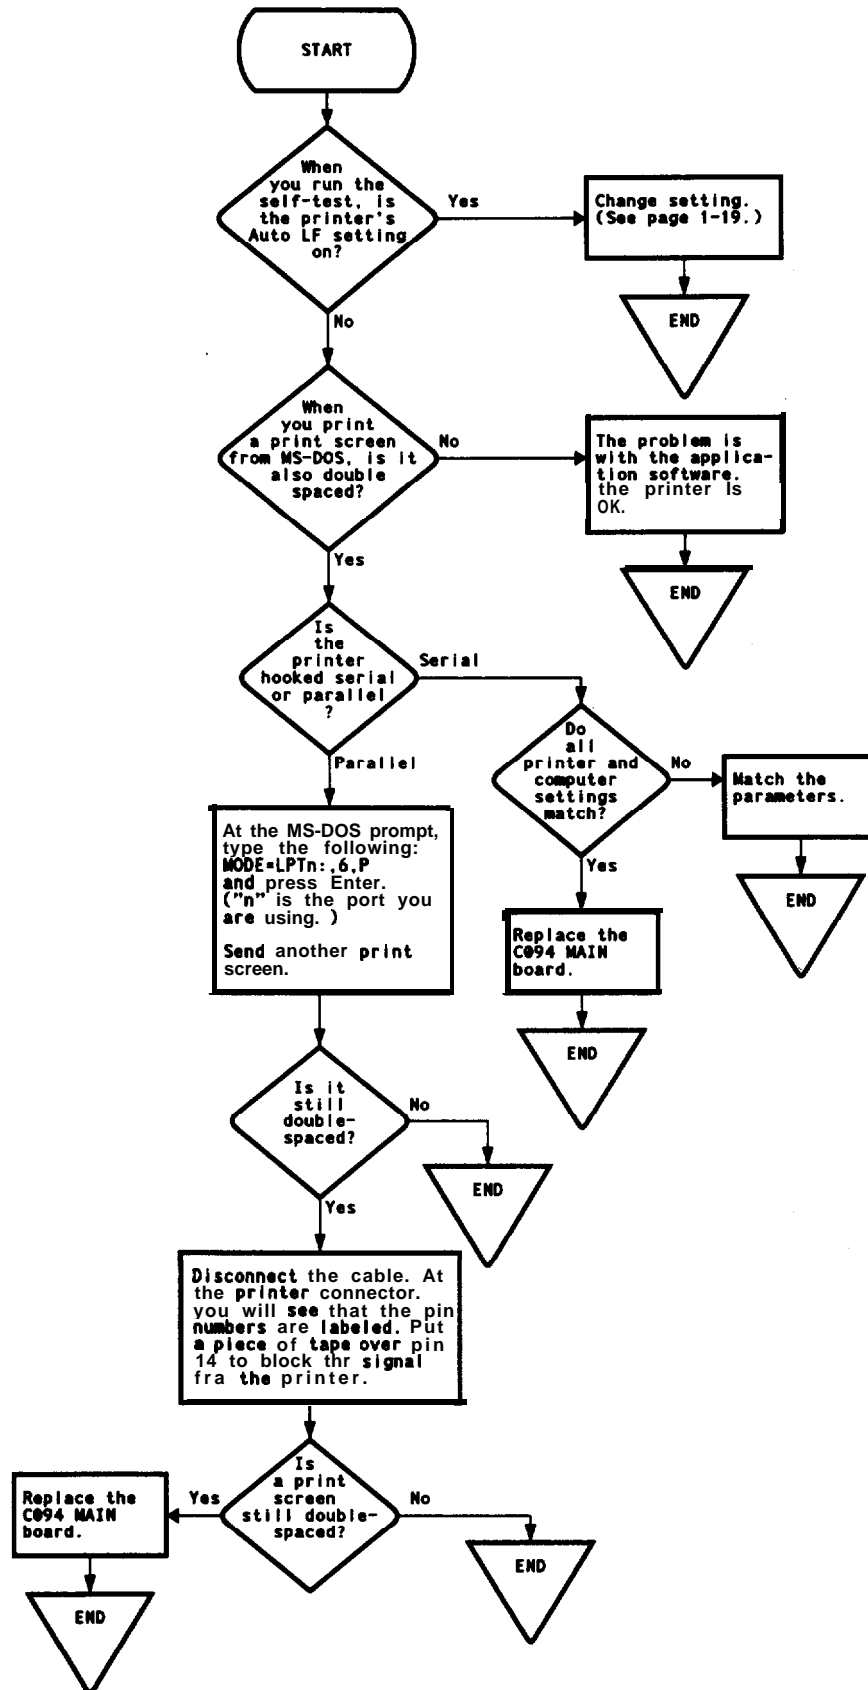 START
When
you run the
self-test, is
the printer's
Auto LF setting
on?
Yes
Change setting.
(See page 1-19.)
END
No
When
you print
a print screen
from MS-DOS, is it
also double
spaced?
No
The problem is
with the applica-
tion software.
the printer Is
OK.
END
Yes
Is
the
printer
hooked serial
or parallel
?
Serial
Do
all
printer and
computer
settings
match?
No
Match the
parameters.
END
Yes
Replace the
C094 MAIN
board.
END
Parallel
At the MS-DOS prompt,
type the following:
MODE=LPTn:,6,P
and press Enter.
("n" is the port you
are using. )
Send another print
screen.
Is it
still
double-
spaced?
No
END
Yes
Disconnect the cable. At
the printer connector.
you will see that the pin
numbers are labeled. Put
a piece of tape over pin
14 to block thr signal
fra the printer.
Is
a print
screen
still double-
spaced?
Yes
Replace the
C094 MAIN
board.
END
No
END